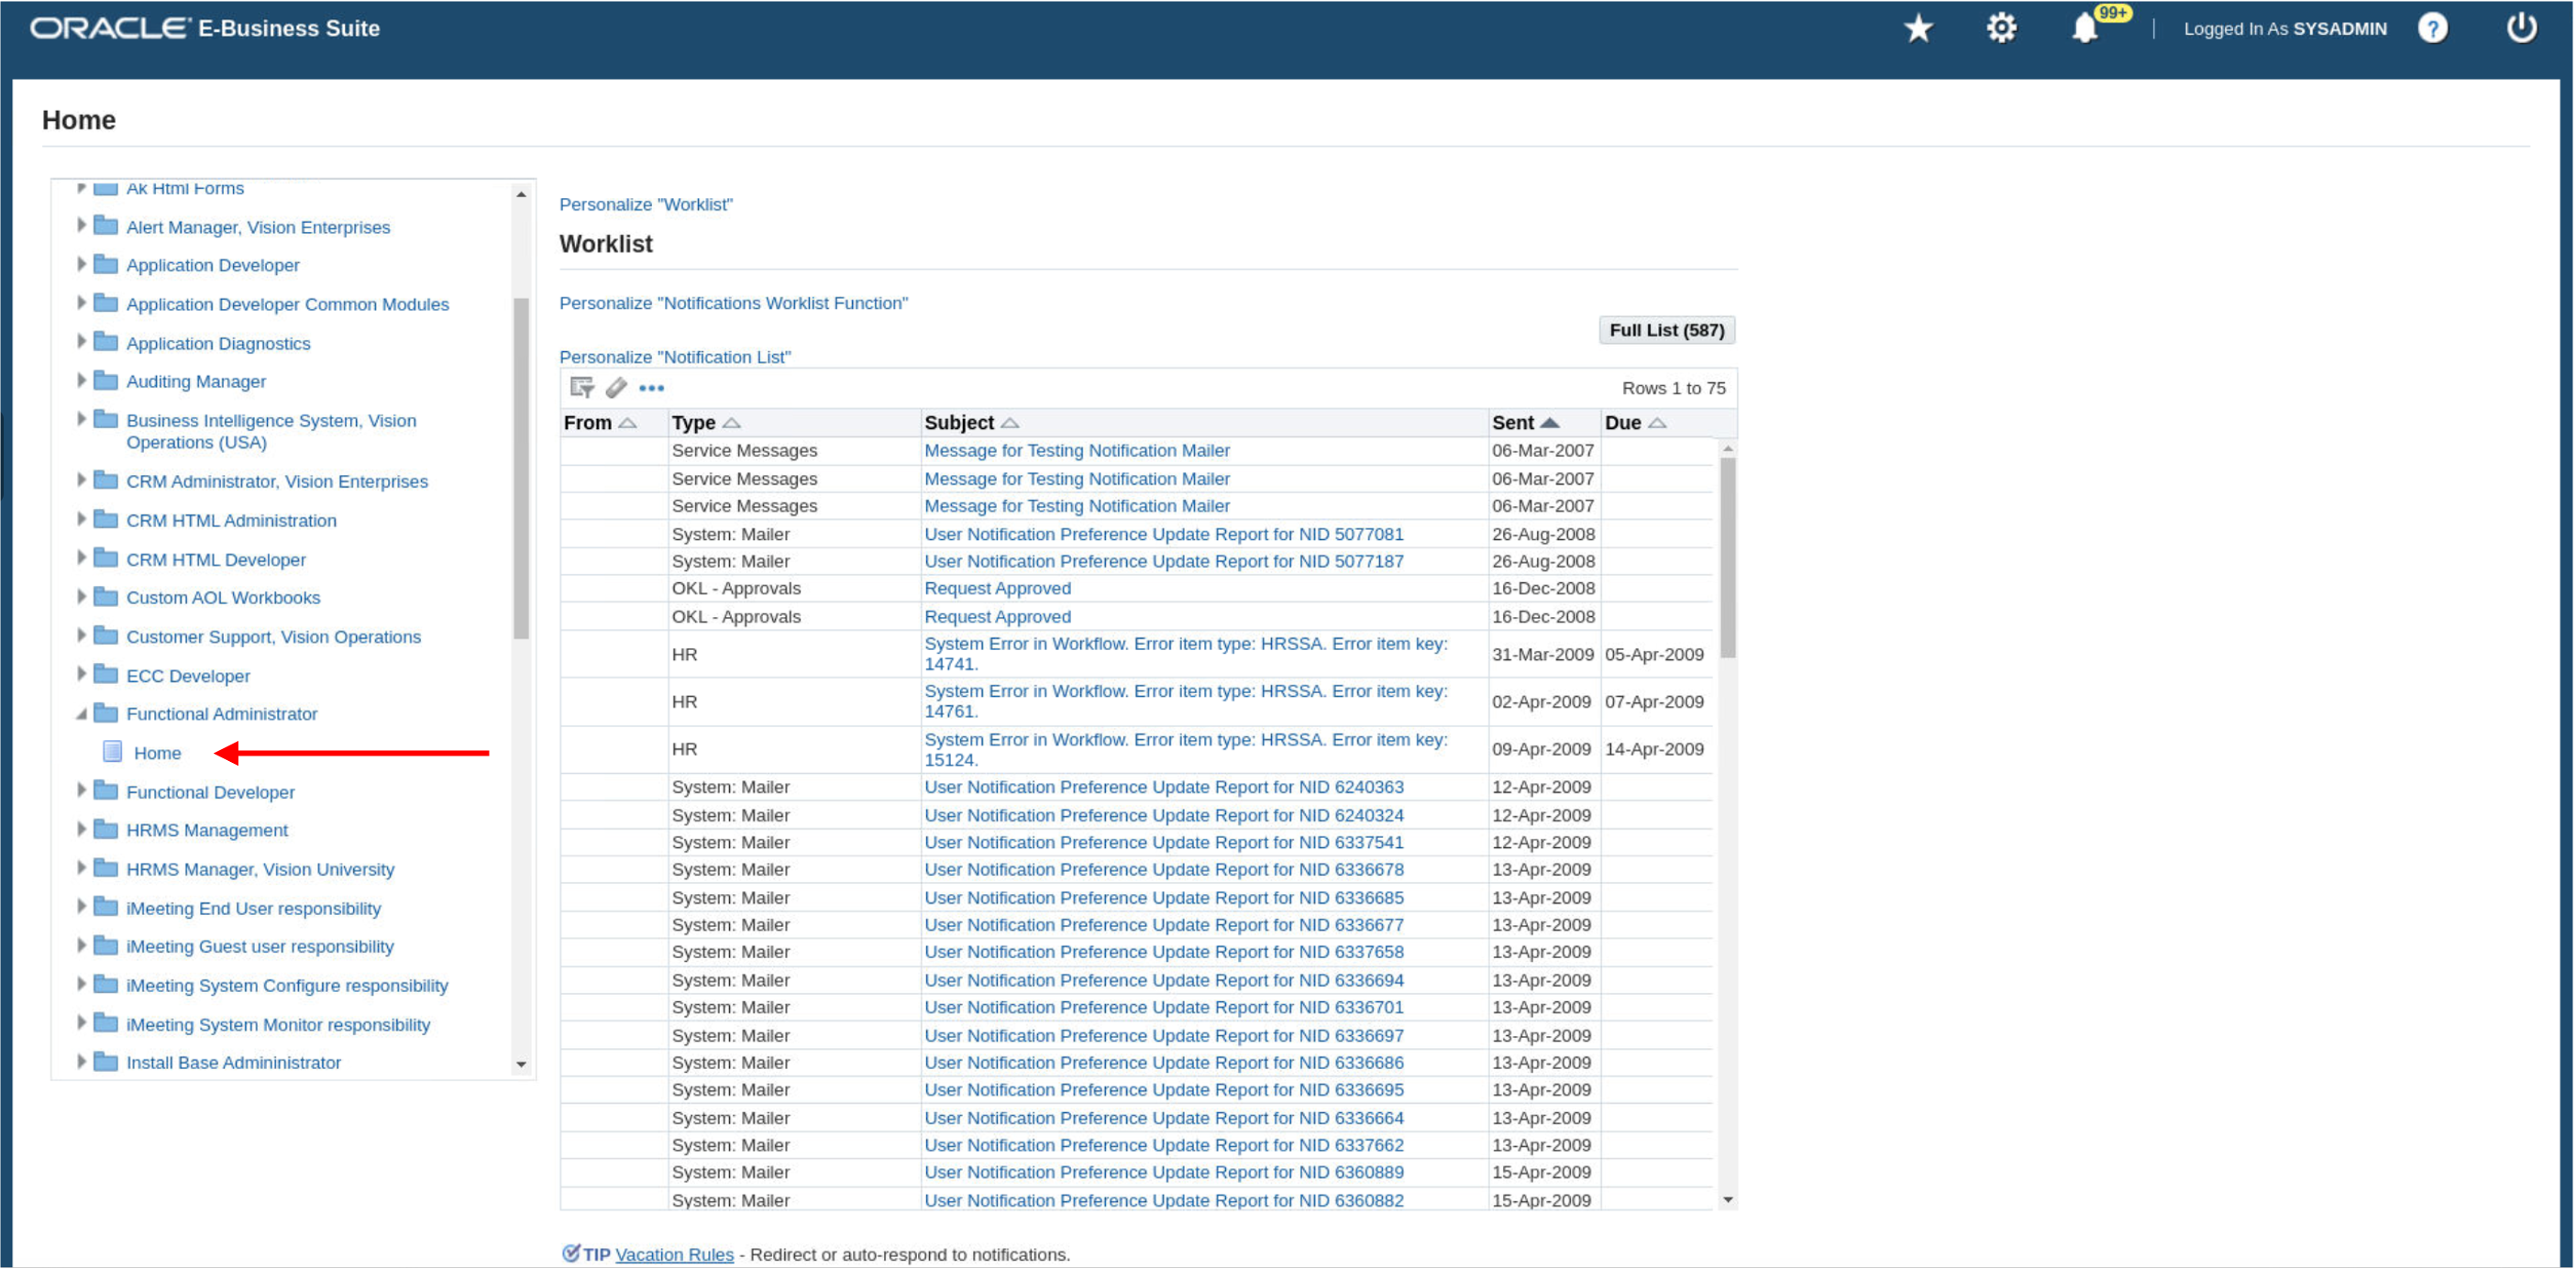 ORACLE E-Business Suite
99+
Logged In As SYSADMIN
?
Home
Ak Html Forms
Alert Manager, Vision Enterprises
Application Developer
Application Developer Common Modules
Application Diagnostics
Auditing Manager
Business Intelligence System, Vision
Operations (USA)
CRM Administrator, Vision Enterprises
CRM HTML Administration
CRM HTML Developer
Custom AOL Workbooks
Customer Support, Vision Operations
ECC Developer
Functional Administrator
Home
Functional Developer
HRMS Management
HRMS Manager, Vision University
iMeeting End User responsibility
iMeeting Guest user responsibility
iMeeting System Configure responsibility
iMeeting System Monitor responsibility
Install Base Admininistrator
Personalize "Worklist"
Worklist
Personalize "Notifications Worklist Function"
Full List (587)
Personalize "Notification List"
Rows 1 to 75
From Type Subject Sent Due
Service Messages Message for Testing Notification Mailer 06-Mar-2007
Service Messages Message for Testing Notification Mailer 06-Mar-2007
Service Messages Message for Testing Notification Mailer 06-Mar-2007
System: Mailer User Notification Preference Update Report for NID 5077081 26-Aug-2008
System: Mailer User Notification Preference Update Report for NID 5077187 26-Aug-2008
OKL - Approvals Request Approved 16-Dec-2008
OKL - Approvals Request Approved 16-Dec-2008
HR System Error in Workflow. Error item type: HRSSA. Error item key: 31-Mar-2009 05-Apr-2009
14741.
HR System Error in Workflow. Error item type: HRSSA. Error item key: 02-Apr-2009 07-Apr-2009
14761.
HR System Error in Workflow. Error item type: HRSSA. Error item key: 09-Apr-2009 14-Apr-2009
15124.
System: Mailer User Notification Preference Update Report for NID 6240363 12-Apr-2009
System: Mailer User Notification Preference Update Report for NID 6240324 12-Apr-2009
System: Mailer User Notification Preference Update Report for NID 6337541 12-Apr-2009
System: Mailer User Notification Preference Update Report for NID 6336678 13-Apr-2009
System: Mailer User Notification Preference Update Report for NID 6336685 13-Apr-2009
System: Mailer User Notification Preference Update Report for NID 6336677 13-Apr-2009
System: Mailer User Notification Preference Update Report for NID 6337658 13-Apr-2009
System: Mailer User Notification Preference Update Report for NID 6336694 13-Apr-2009
System: Mailer User Notification Preference Update Report for NID 6336701 13-Apr-2009
System: Mailer User Notification Preference Update Report for NID 6336697 13-Apr-2009
System: Mailer User Notification Preference Update Report for NID 6336686 13-Apr-2009
System: Mailer User Notification Preference Update Report for NID 6336695 13-Apr-2009
System: Mailer User Notification Preference Update Report for NID 6336664 13-Apr-2009
System: Mailer User Notification Preference Update Report for NID 6337662 13-Apr-2009
System: Mailer User Notification Preference Update Report for NID 6360889 15-Apr-2009
System: Mailer User Notification Preference Update Report for NID 6360882 15-Apr-2009
TIP Vacation Rules - Redirect or auto-respond to notifications.